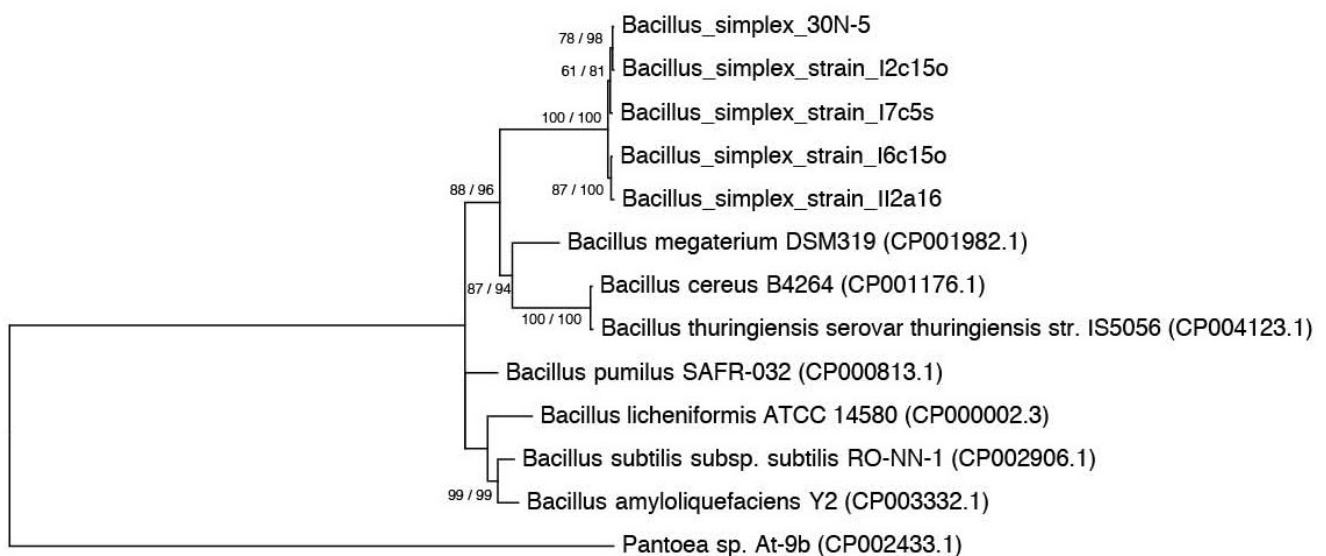 Bacillus_simplex_30N-5
78 / 98
61 / 81
Bacillus_simplex_strain_I2c15o
Bacillus_simplex_strain_I7c5s
100 / 100
Bacillus_simplex_strain_I6c15o
87 / 100
Bacillus_simplex_strain_II2a16
88 / 96
Bacillus megaterium DSM319 (CP001982.1)
87 / 94
Bacillus cereus B4264 (CP001176.1)
100 / 100
Bacillus thuringiensis serovar thuringiensis str. IS5056 (CP004123.1)
Bacillus pumilus SAFR-032 (CP000813.1)
Bacillus licheniformis ATCC 14580 (CP000002.3)
Bacillus subtilis subsp. subtilis RO-NN-1 (CP002906.1)
99 / 99
Bacillus amyloliquefaciens Y2 (CP003332.1)
Pantoea sp. At-9b (CP002433.1)